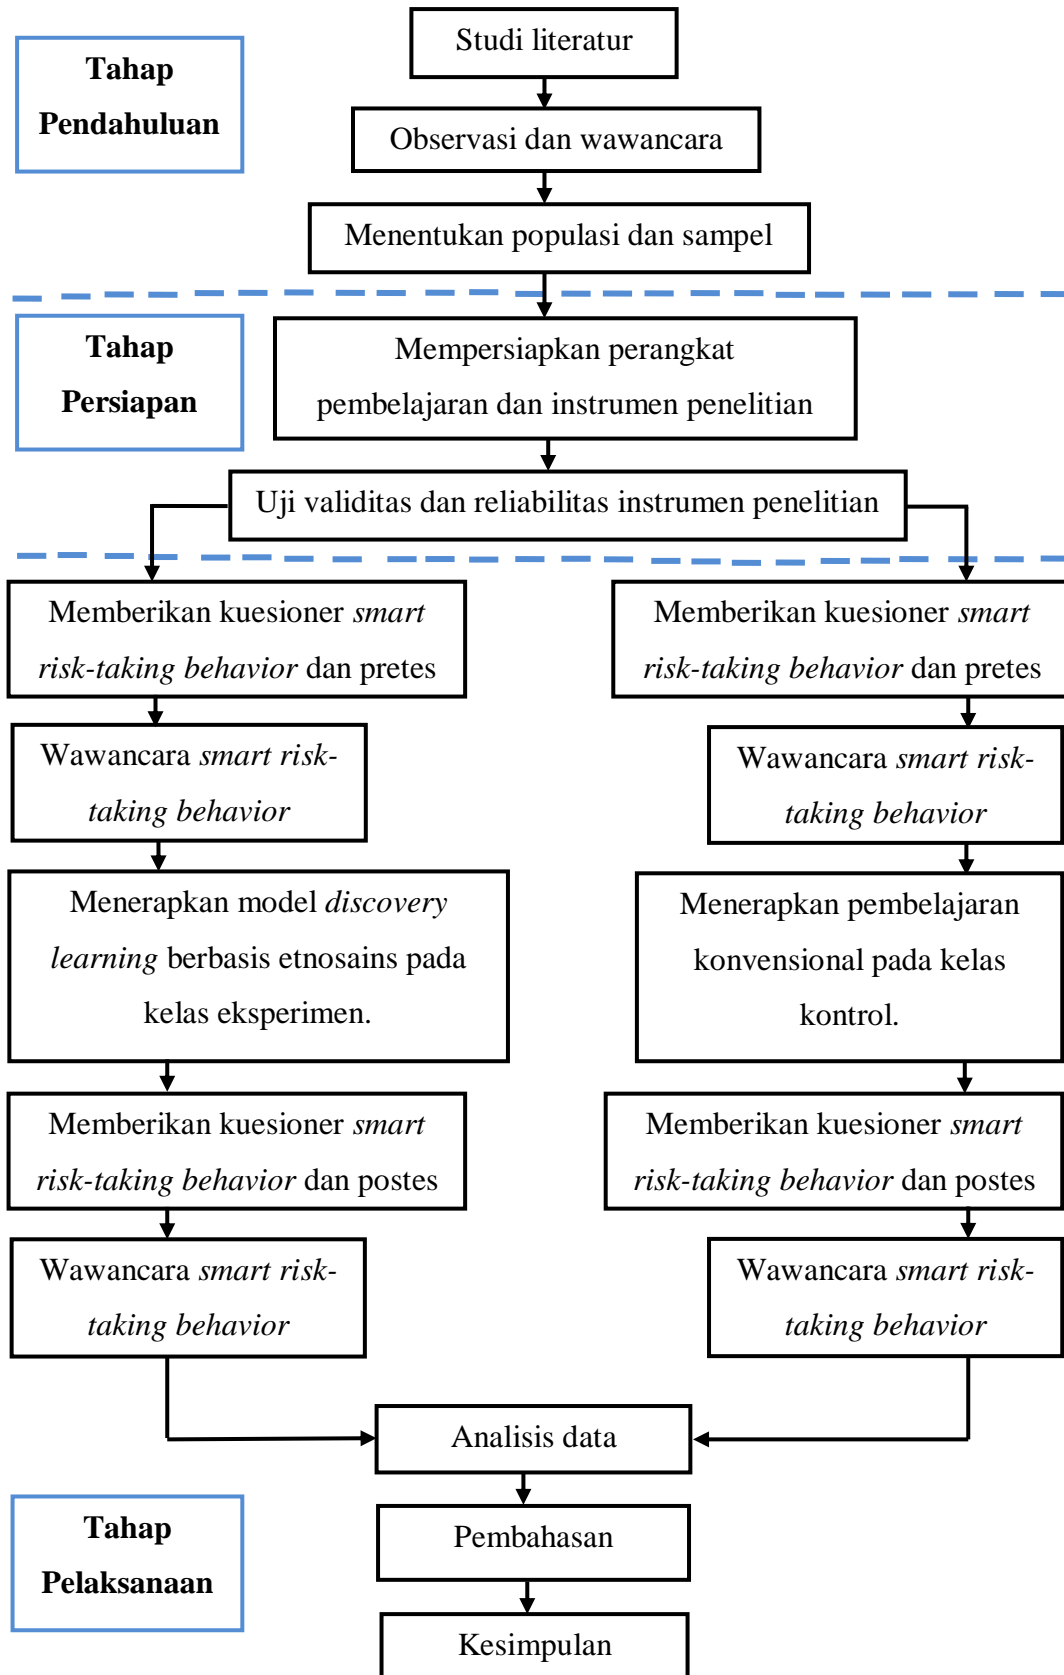 Studi literatur
Tahap
Pendahuluan
Observasi dan wawancara
Menentukan populasi dan sampel
Tahap
Persiapan
Mempersiapkan perangkat
pembelajaran dan instrumen penelitian
Uji validitas dan reliabilitas instrumen penelitian
Memberikan kuesioner smart
risk-taking behavior dan pretes
Memberikan kuesioner smart
risk-taking behavior dan pretes
Wawancara smart risk-
taking behavior
Wawancara smart risk-
taking behavior
Menerapkan model discovery
learning berbasis etnosains pada
kelas eksperimen.
Menerapkan pembelajaran
konvensional pada kelas
kontrol.
Memberikan kuesioner smart
risk-taking behavior dan postes
Memberikan kuesioner smart
risk-taking behavior dan postes
Wawancara smart risk-
taking behavior
Wawancara smart risk-
taking behavior
Analisis data
Tahap
Pelaksanaan
Pembahasan
Kesimpulan